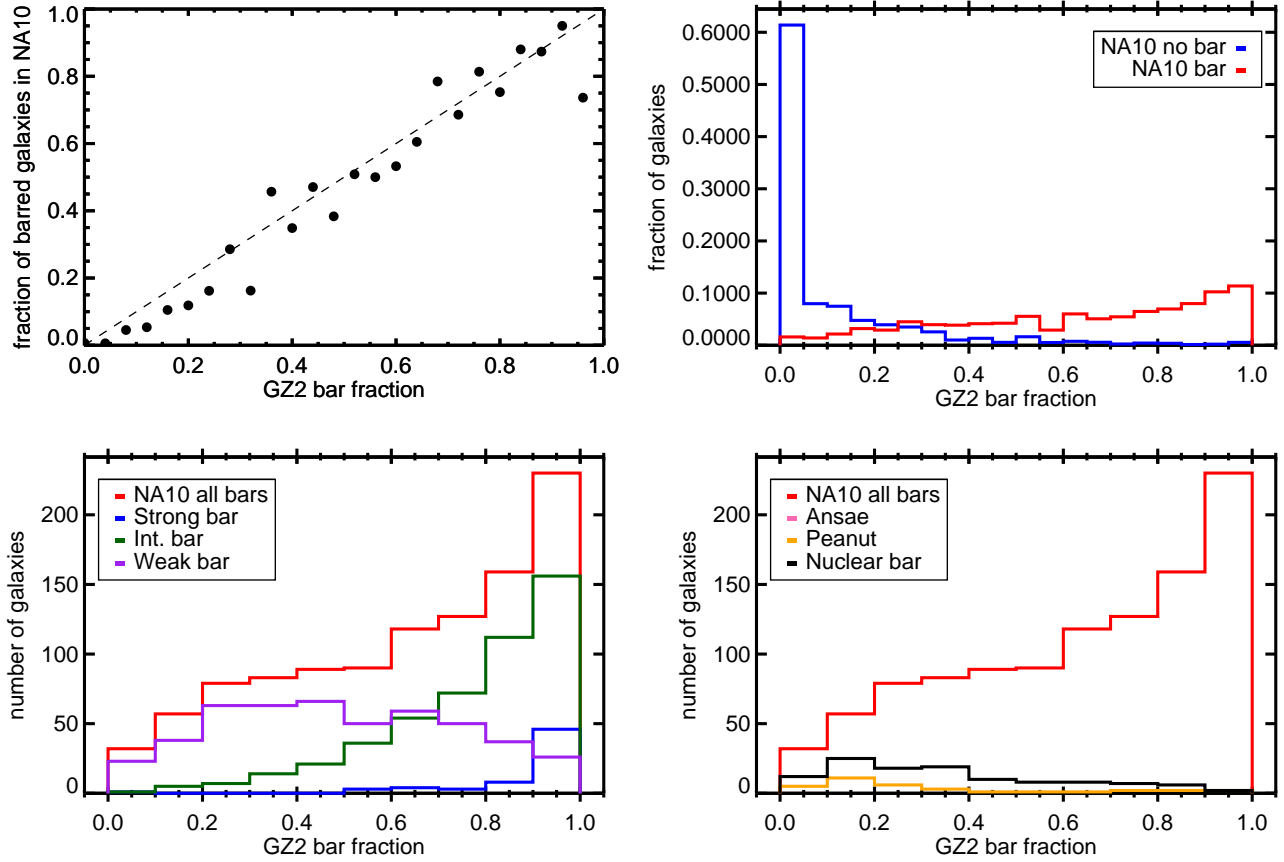 fraction of barred galaxies in NA10
1.0
0.8
0.6
0.4
0.2
0.0
0.0 0.2 0.4 0.6 0.8 1.0
GZ2 bar fraction
fraction of galaxies
0.6000
0.5000
0.4000
0.3000
0.2000
0.1000
0.0000
NA10 no bar
NA10 bar
0.0 0.2 0.4 0.6 0.8 1.0
GZ2 bar fraction
number of galaxies
200
150
100
50
0
NA10 all bars
Strong bar
Int. bar
Weak bar
0.0 0.2 0.4 0.6 0.8 1.0
GZ2 bar fraction
number of galaxies
200
150
100
50
0
NA10 all bars
Ansae
Peanut
Nuclear bar
0.0 0.2 0.4 0.6 0.8 1.0
GZ2 bar fraction